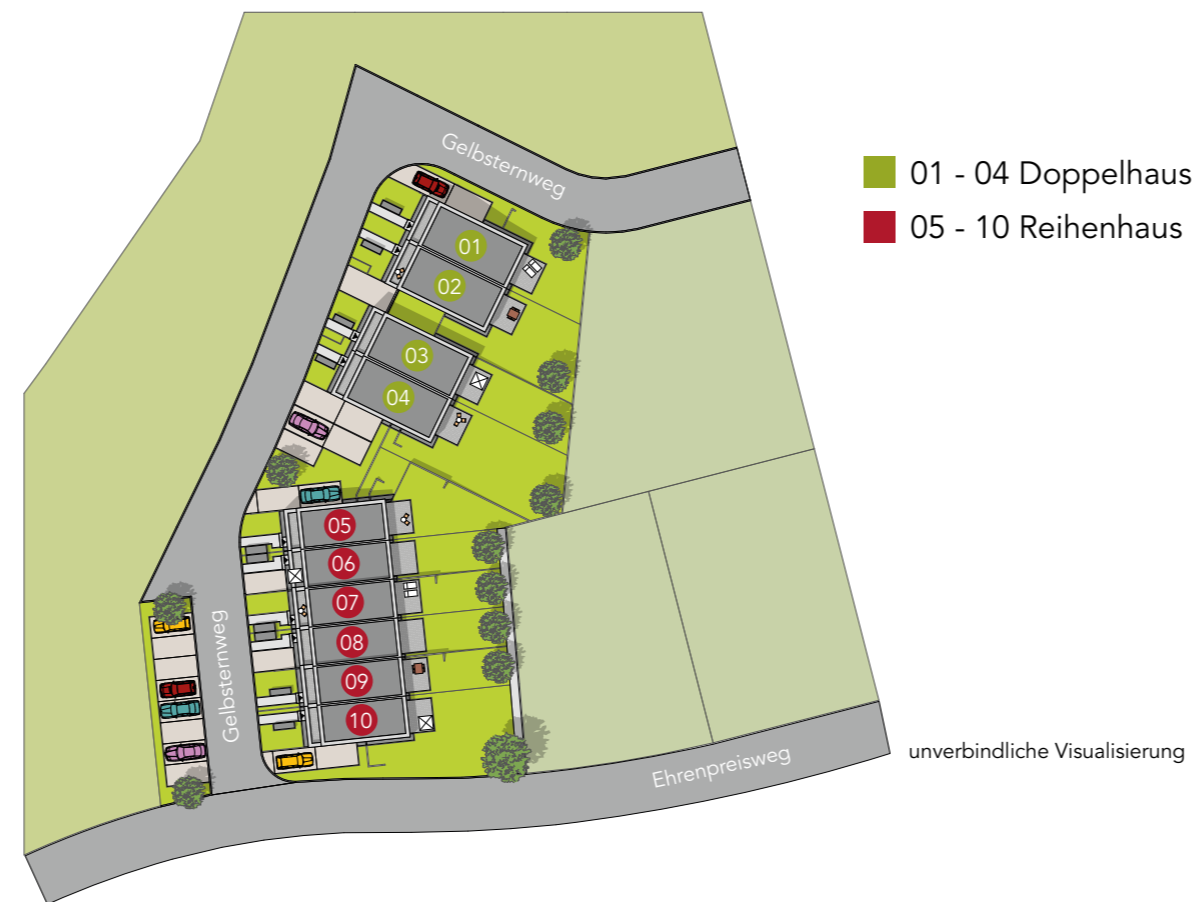 Gelbsternweg
01 - 04 Doppelhaus
05 - 10 Reihenhaus
01
02
03
04
05
06
07
08
09
10
Gelbsternweg
Ehrenpreisweg
unverbindliche Visualisierung